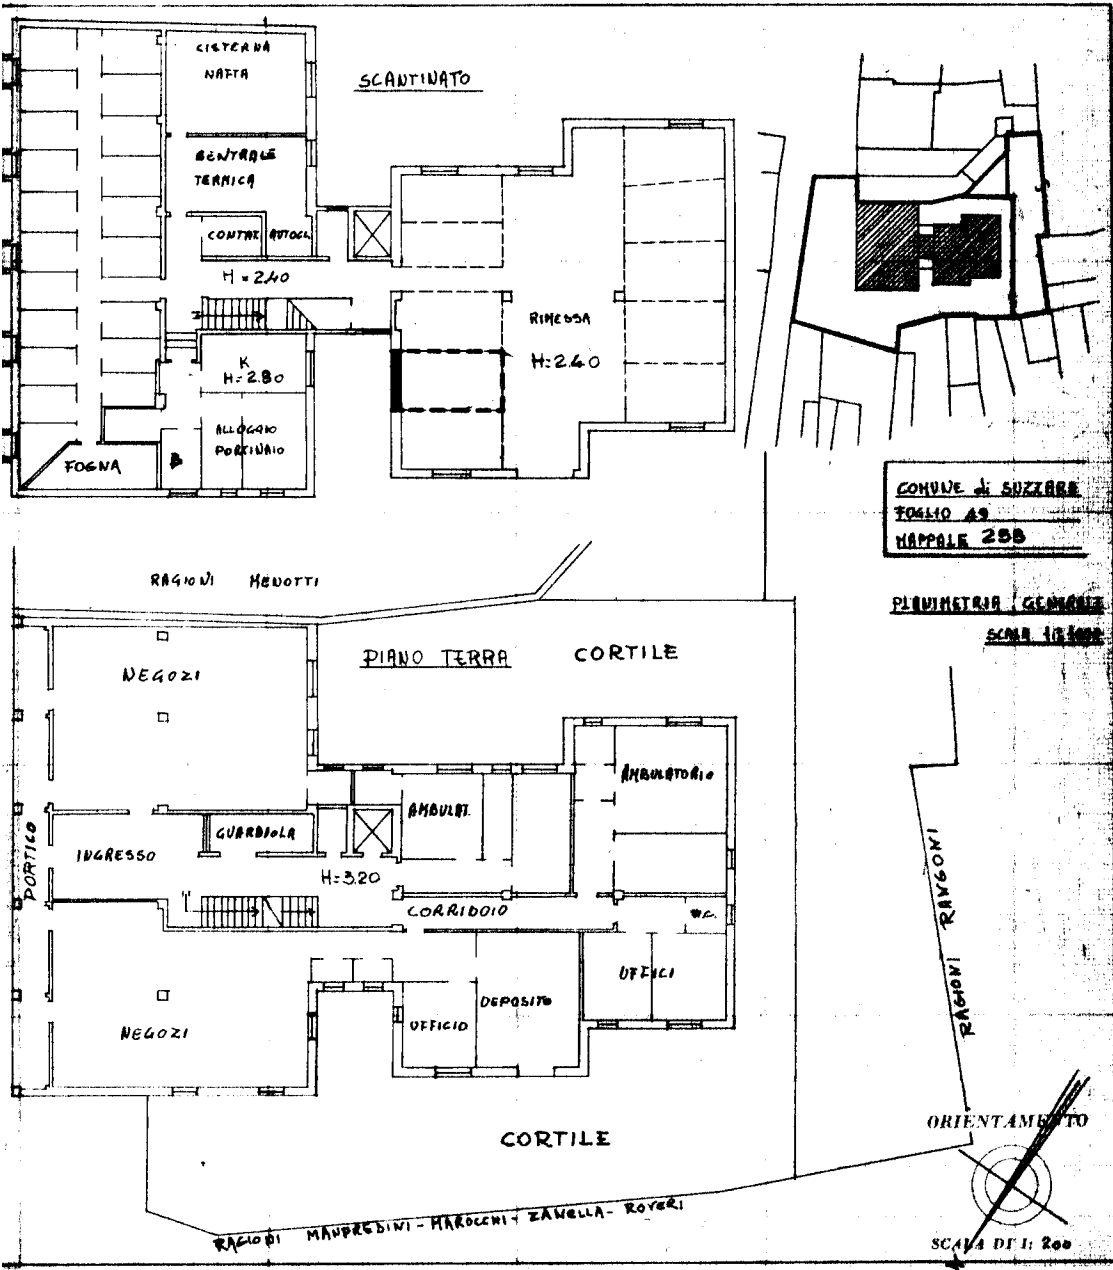 CISTERNA
NAFTA
SCANTINATO
CENTRALE
TERMICA
CONTAT. AUTOCL.
H = 2.40
RIMESSA
H = 2.40
K
H = 2.80
ALLOGGIO
PORTINAIO
B
FOGNA
COMUNE di SUZZARA
FOGLIO 49
MAPPALE 288
RAGIONI MENOTTI
PLANIMETRIA GENERALE
PIANO TERRA
CORTILE
NEGOZI
AMBULATORIO
AMBULAT.
GUARDIOLA
PORTICO
INGRESSO
H = 3.20
CORRIDOIO
W.C.
UFFICI
DEPOSITO
UFFICIO
NEGOZI
RAGIONI RANGONI
CORTILE
ORIENTAMENTO
RAGIONI MANFREDINI - MAROCCHI - ZANELLA - ROVERI
SCALA DI 1: 200